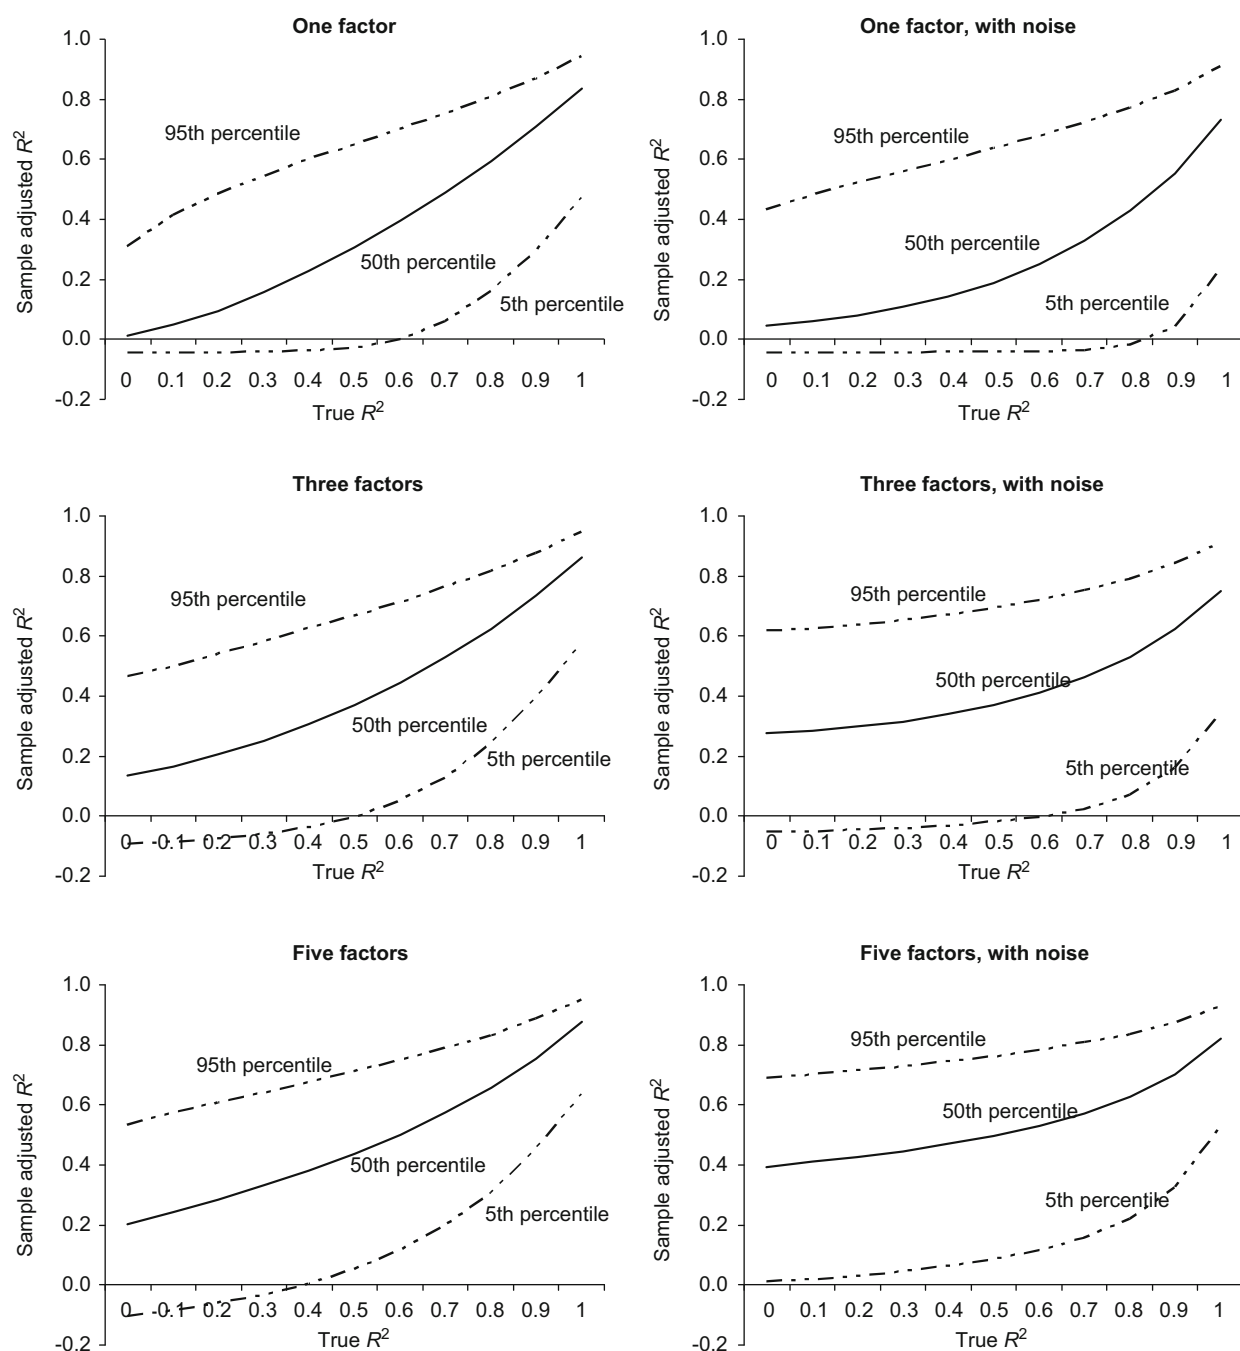 One factor
1.0
0.8
0.6
0.4
0.2
0.0
-0.2
Sample adjusted R²
95th percentile
50th percentile
5th percentile
0 0.1 0.2 0.3 0.4 0.5 0.6 0.7 0.8 0.9 1
True R²
One factor, with noise
1.0
0.8
0.6
0.4
0.2
0.0
-0.2
Sample adjusted R²
95th percentile
50th percentile
5th percentile
0 0.1 0.2 0.3 0.4 0.5 0.6 0.7 0.8 0.9 1
True R²
Three factors
1.0
0.8
0.6
0.4
0.2
0.0
-0.2
Sample adjusted R²
95th percentile
50th percentile
5th percentile
0 0.1 0.2 0.3 0.4 0.5 0.6 0.7 0.8 0.9 1
True R²
Three factors, with noise
1.0
0.8
0.6
0.4
0.2
0.0
-0.2
Sample adjusted R²
95th percentile
50th percentile
5th percentile
0 0.1 0.2 0.3 0.4 0.5 0.6 0.7 0.8 0.9 1
True R²
Five factors
1.0
0.8
0.6
0.4
0.2
0.0
-0.2
Sample adjusted R²
95th percentile
50th percentile
5th percentile
0 0.1 0.2 0.3 0.4 0.5 0.6 0.7 0.8 0.9 1
True R²
Five factors, with noise
1.0
0.8
0.6
0.4
0.2
0.0
-0.2
Sample adjusted R²
95th percentile
50th percentile
5th percentile
0 0.1 0.2 0.3 0.4 0.5 0.6 0.7 0.8 0.9 1
True R²